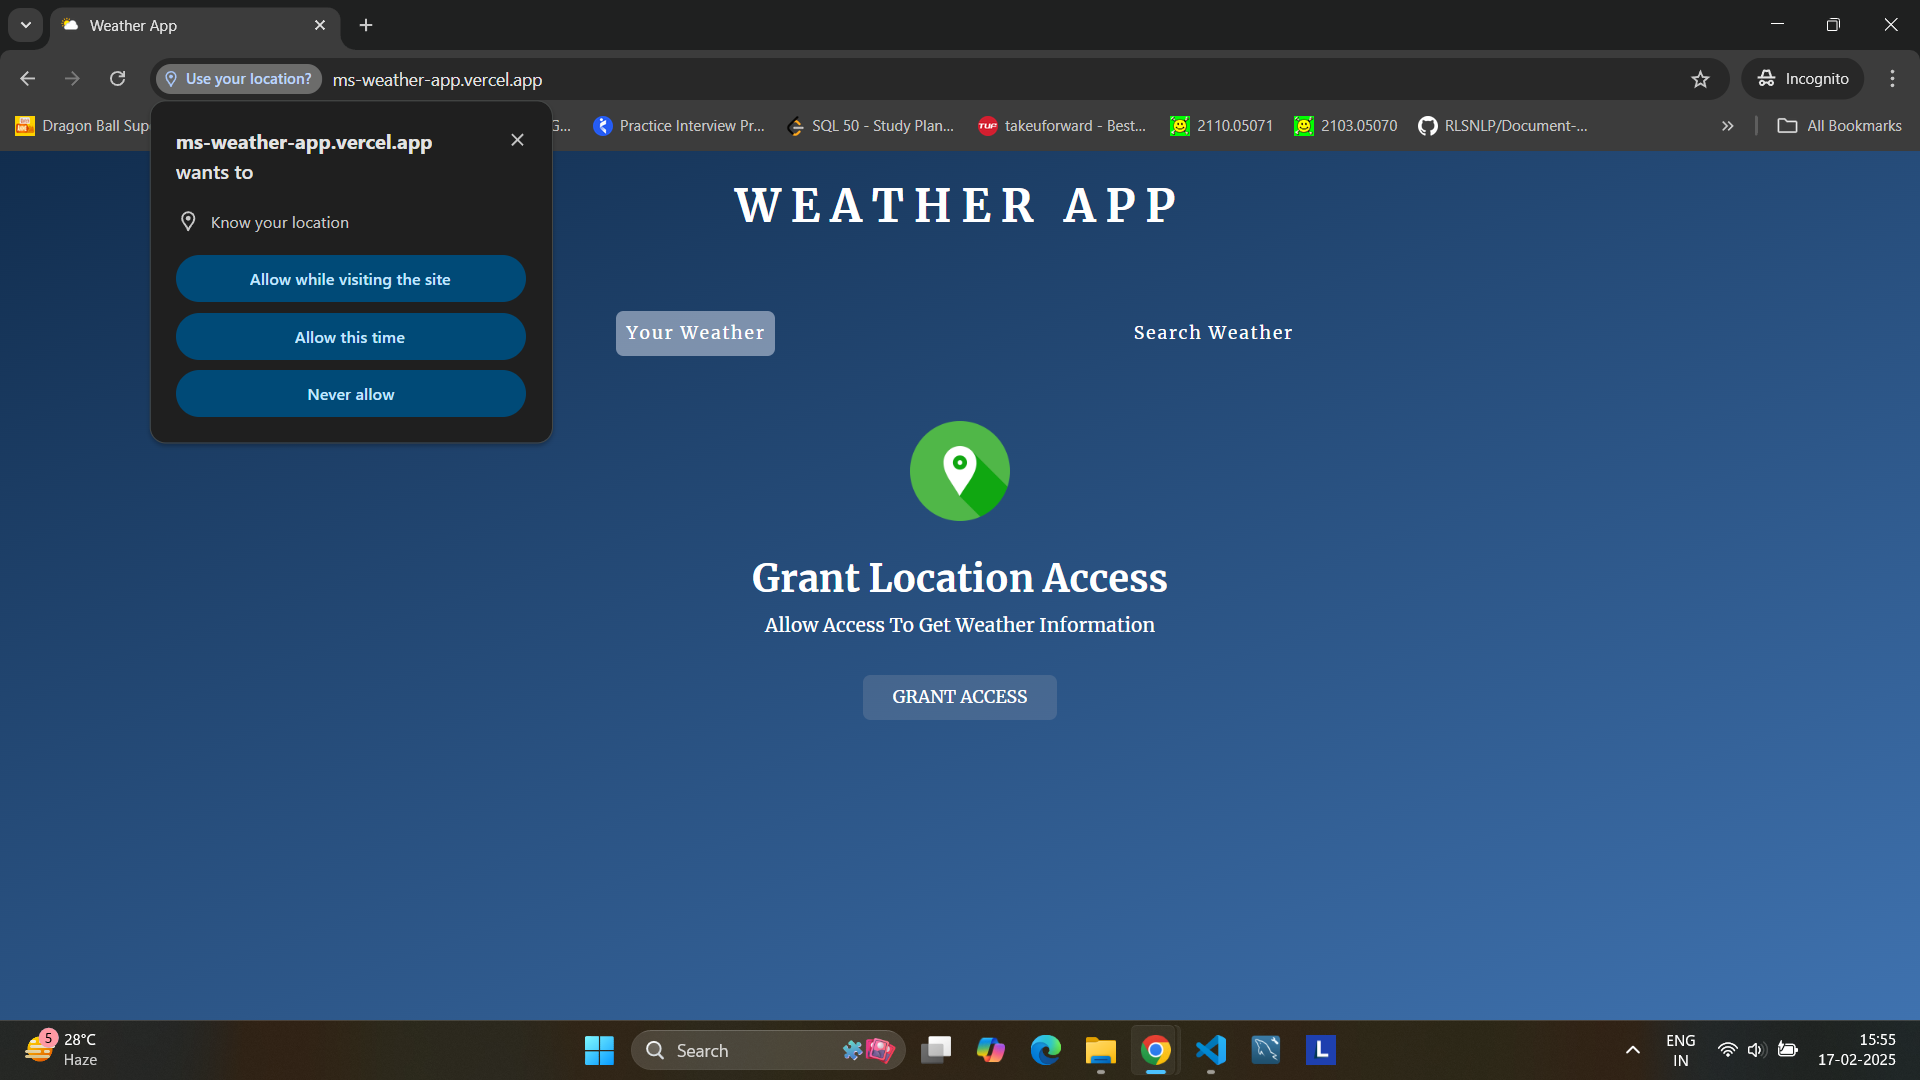 Weather App
Use your location?
ms-weather-app.vercel.app
Incognito
Dragon Ball Sup
G...
Practice Interview Pr...
SQL 50 - Study Plan...
TUF
takeuforward - Best...
2110.05071
2103.05070
RLSNLP/Document-...
All Bookmarks
ms-weather-app.vercel.app
wants to
Know your location
Allow while visiting the site
Allow this time
Never allow
WEATHER APP
Your Weather
Search Weather
Grant Location Access
Allow Access To Get Weather Information
GRANT ACCESS
5
28°C
Haze
Search
L
ENG
IN
15:55
17-02-2025